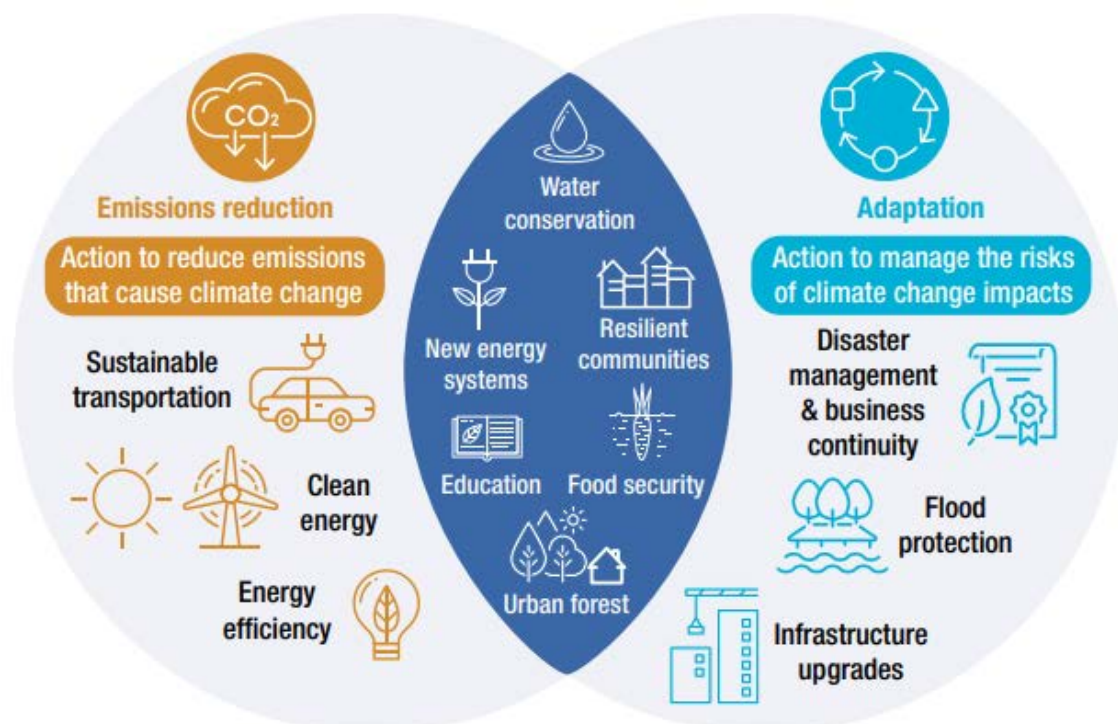 CO₂
Emissions reduction
Action to reduce emissions
that cause climate change
Sustainable
transportation
Clean
energy
Energy
efficiency
Water
conservation
New energy
systems
Resilient
communities
Education
Food security
Urban forest
Adaptation
Action to manage the risks
of climate change impacts
Disaster
management
& business
continuity
Flood
protection
Infrastructure
upgrades